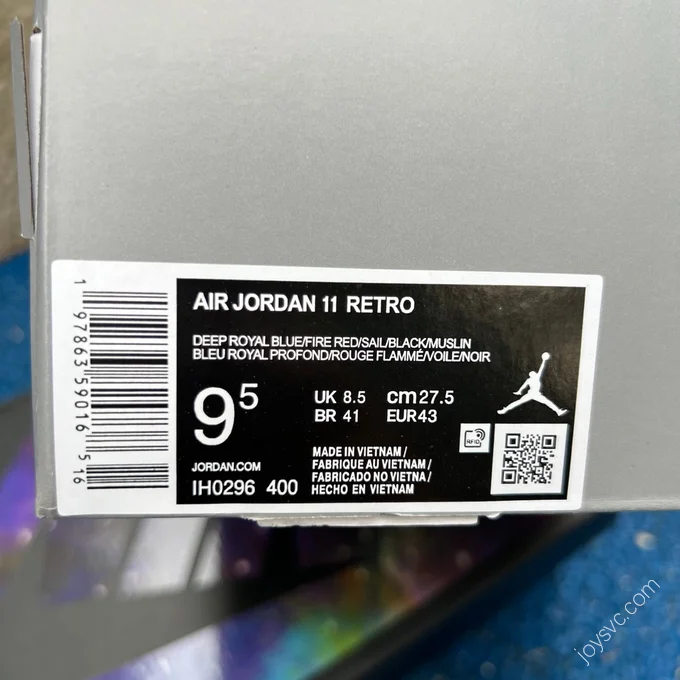 AIR JORDAN 11 RETRO
DEEP ROYAL BLUE/FIRE RED/SAIL/BLACK/MUSLIN
BLEU ROYAL PROFOND/ROUGE FLAMMÉ/VOILE/NOIR
9⁵
UK 8.5 cm27.5
BR 41 EUR43
JORDAN.COM
IH0296 400
MADE IN VIETNAM/
FABRIQUE AU VIETNAM/
FABRICADO NO VIETNA/
HECHO EN VIETNAM
RFID
1 97863 59016 5 16
joysvc.com